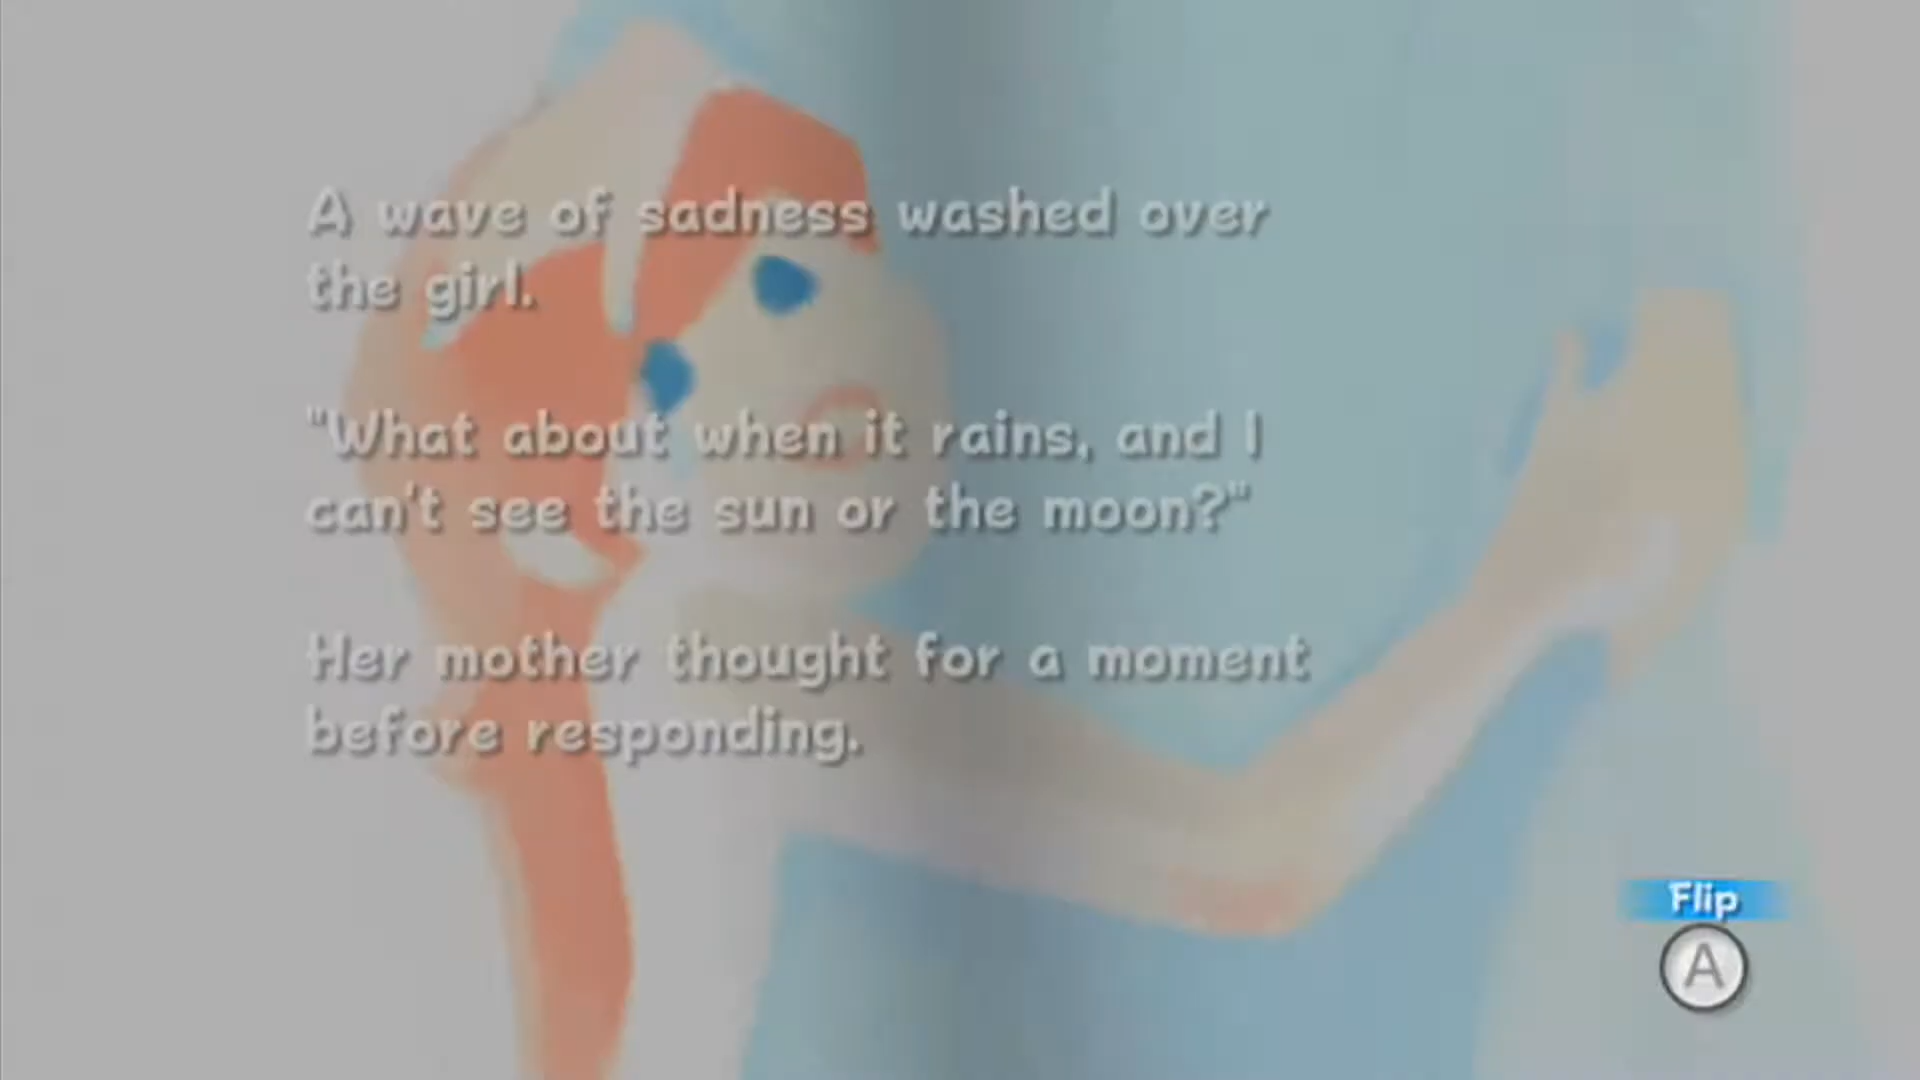 A wave of sadness washed over
the girl.
"What about when it rains, and I
can't see the sun or the moon?"
Her mother thought for a moment
before responding.
Flip
A